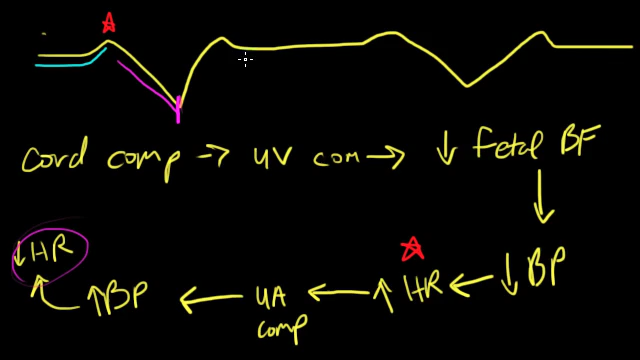 cord comp → UV com → ↓ Fetal BF
↓ BP ← ↑ HR ← UA comp ← ↑ BP ← ↓ HR